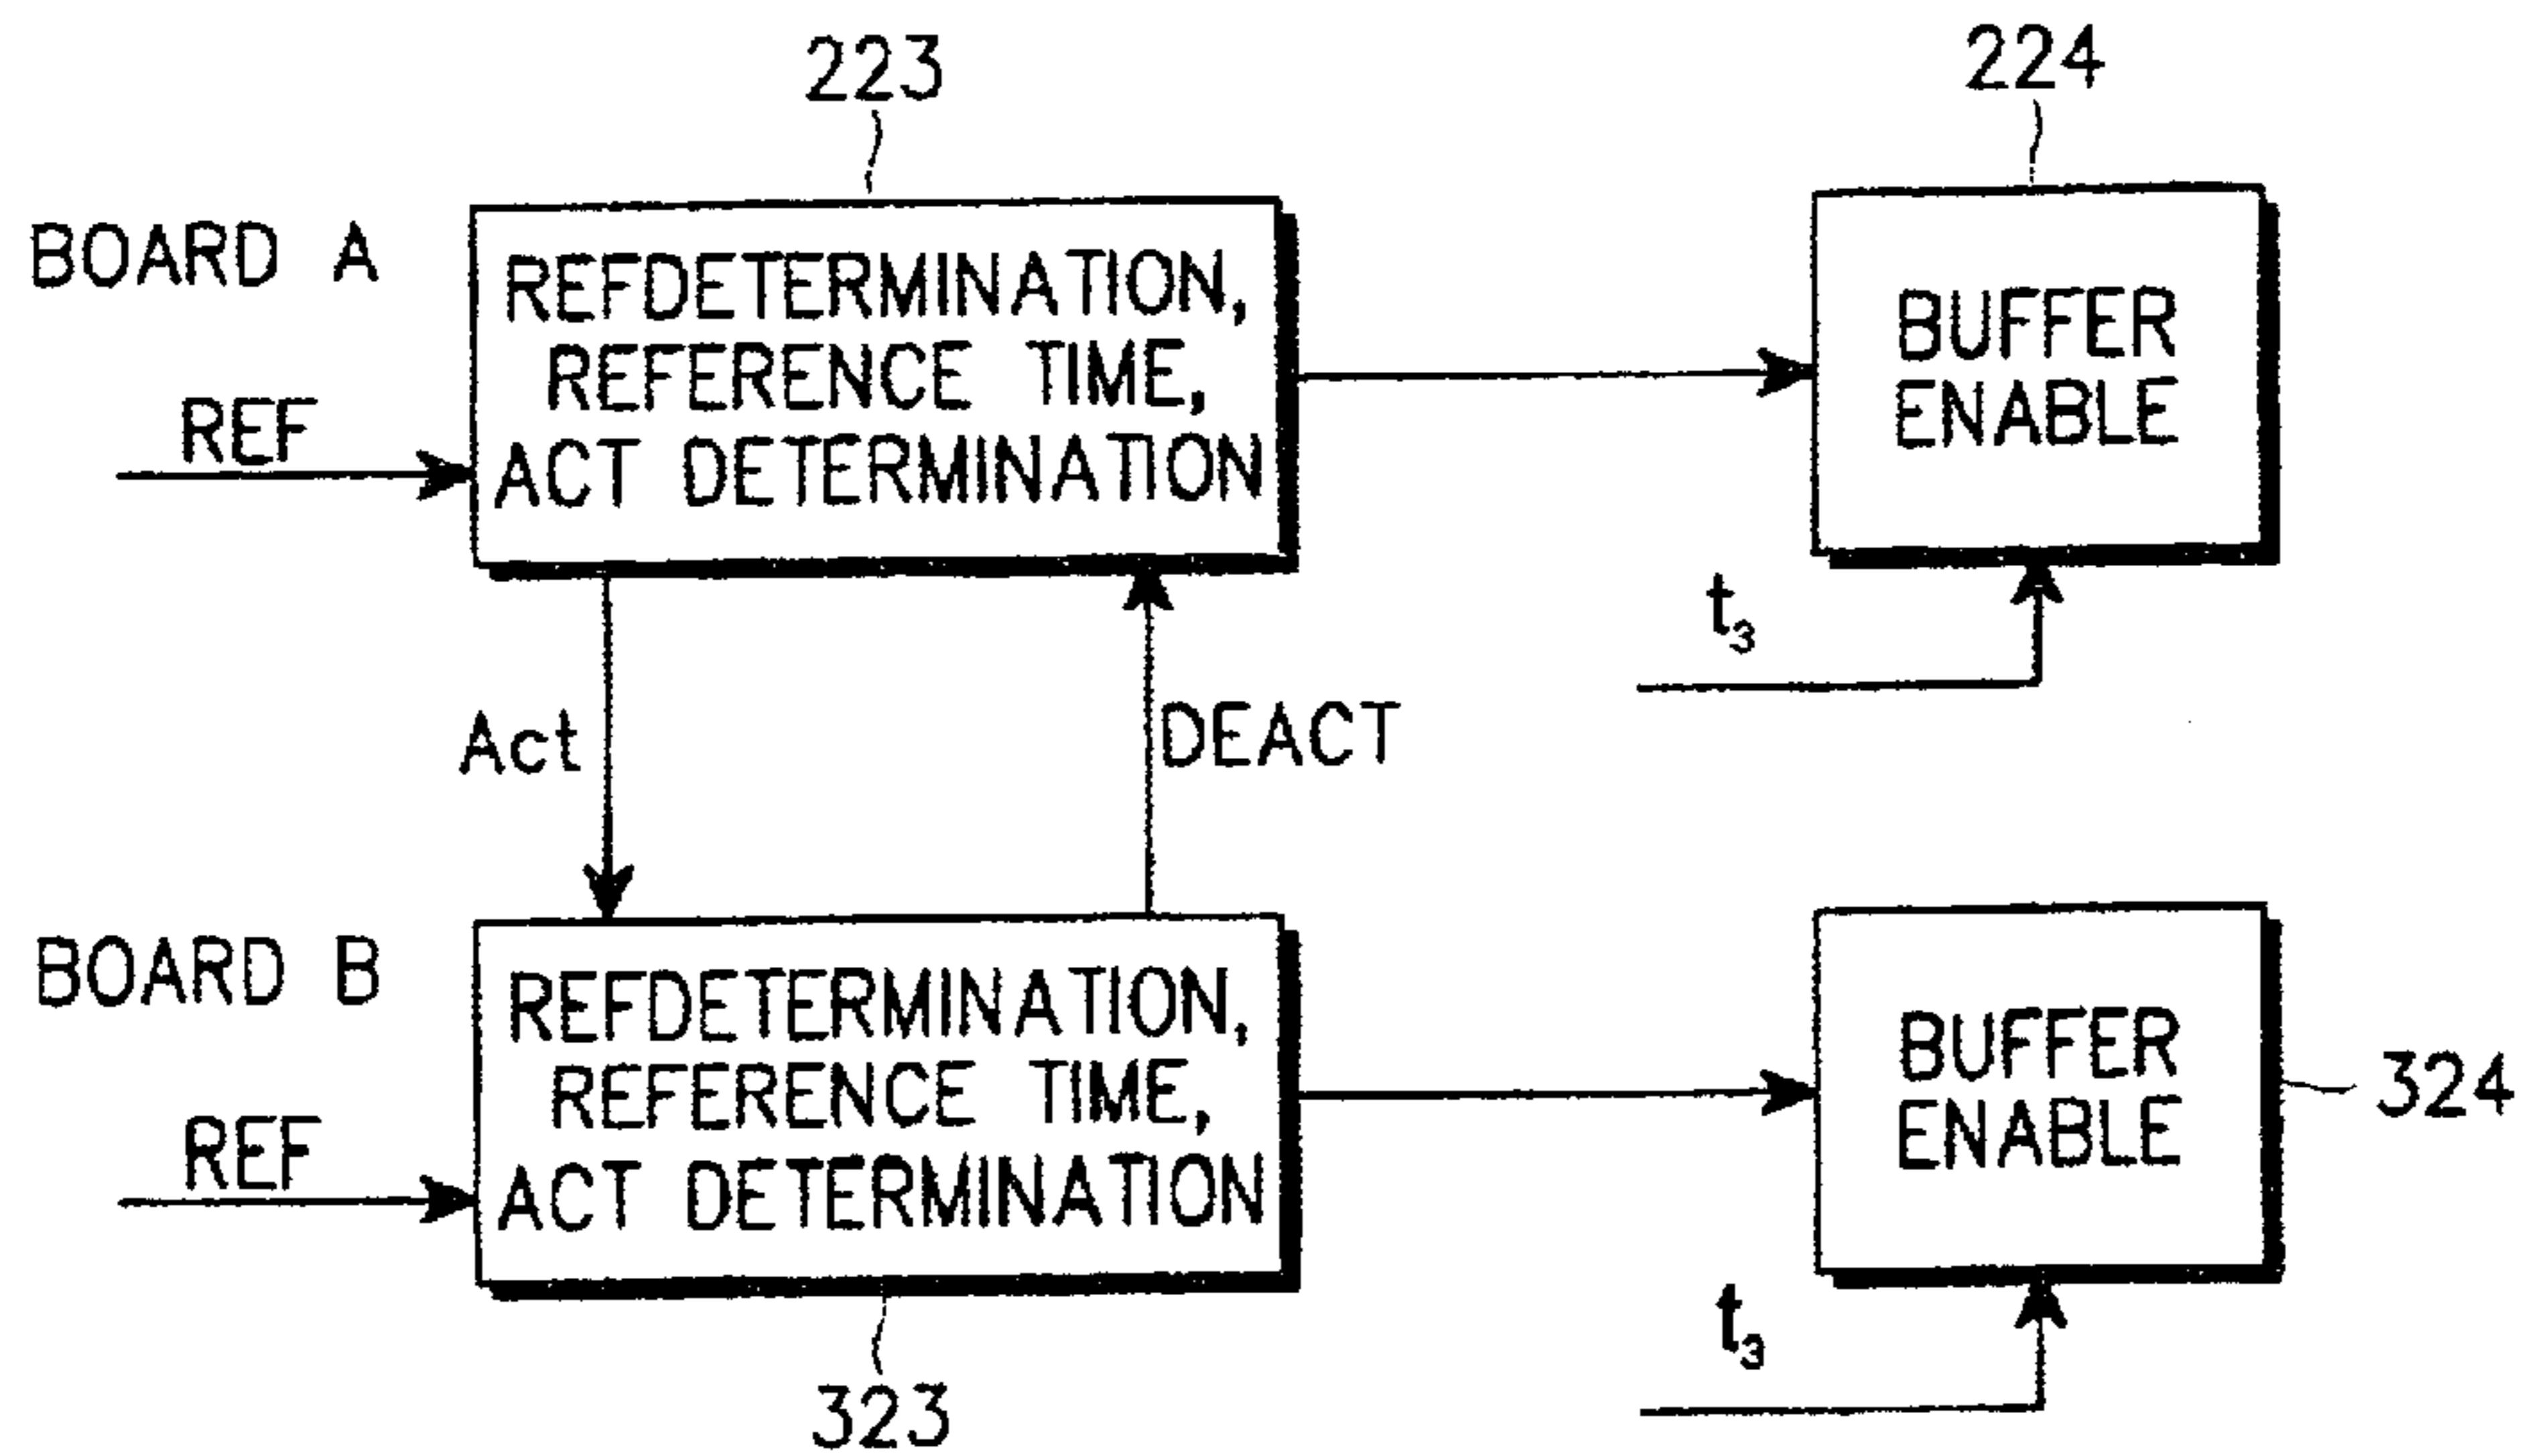 223
224
BOARD A
REFDETERMINATION,
REFERENCE TIME,
ACT DETERMINATION
REF
BUFFER
ENABLE
t₃
Act
DEACT
BOARD B
REFDETERMINATION,
REFERENCE TIME,
ACT DETERMINATION
REF
BUFFER
ENABLE
324
t₃
323